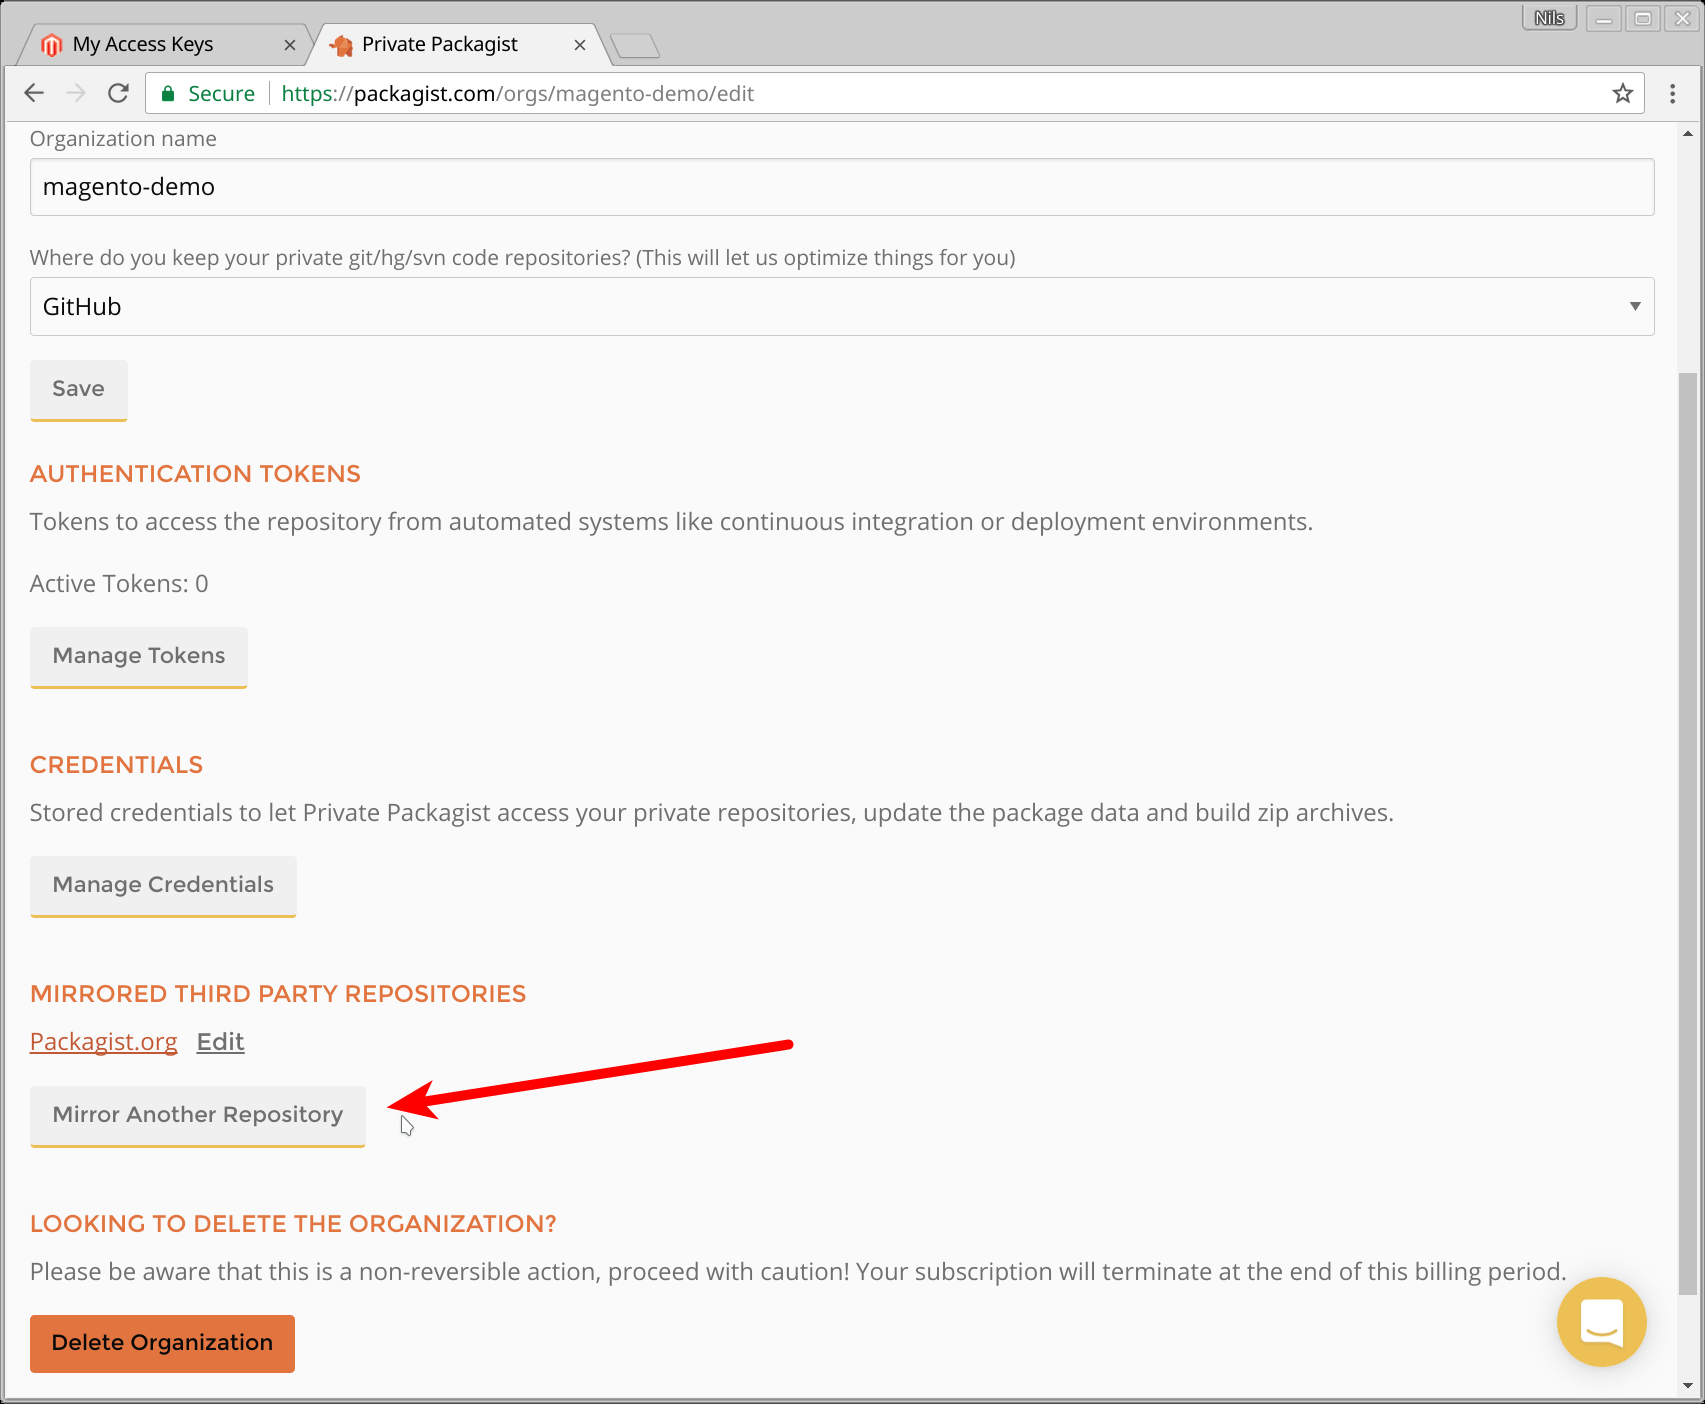 Nils
My Access Keys
Private Packagist
Secure https://packagist.com/orgs/magento-demo/edit
Organization name
magento-demo
Where do you keep your private git/hg/svn code repositories? (This will let us optimize things for you)
GitHub
Save
AUTHENTICATION TOKENS
Tokens to access the repository from automated systems like continuous integration or deployment environments.
Active Tokens: 0
Manage Tokens
CREDENTIALS
Stored credentials to let Private Packagist access your private repositories, update the package data and build zip archives.
Manage Credentials
MIRRORED THIRD PARTY REPOSITORIES
Packagist.org Edit
Mirror Another Repository
LOOKING TO DELETE THE ORGANIZATION?
Please be aware that this is a non-reversible action, proceed with caution! Your subscription will terminate at the end of this billing period.
Delete Organization